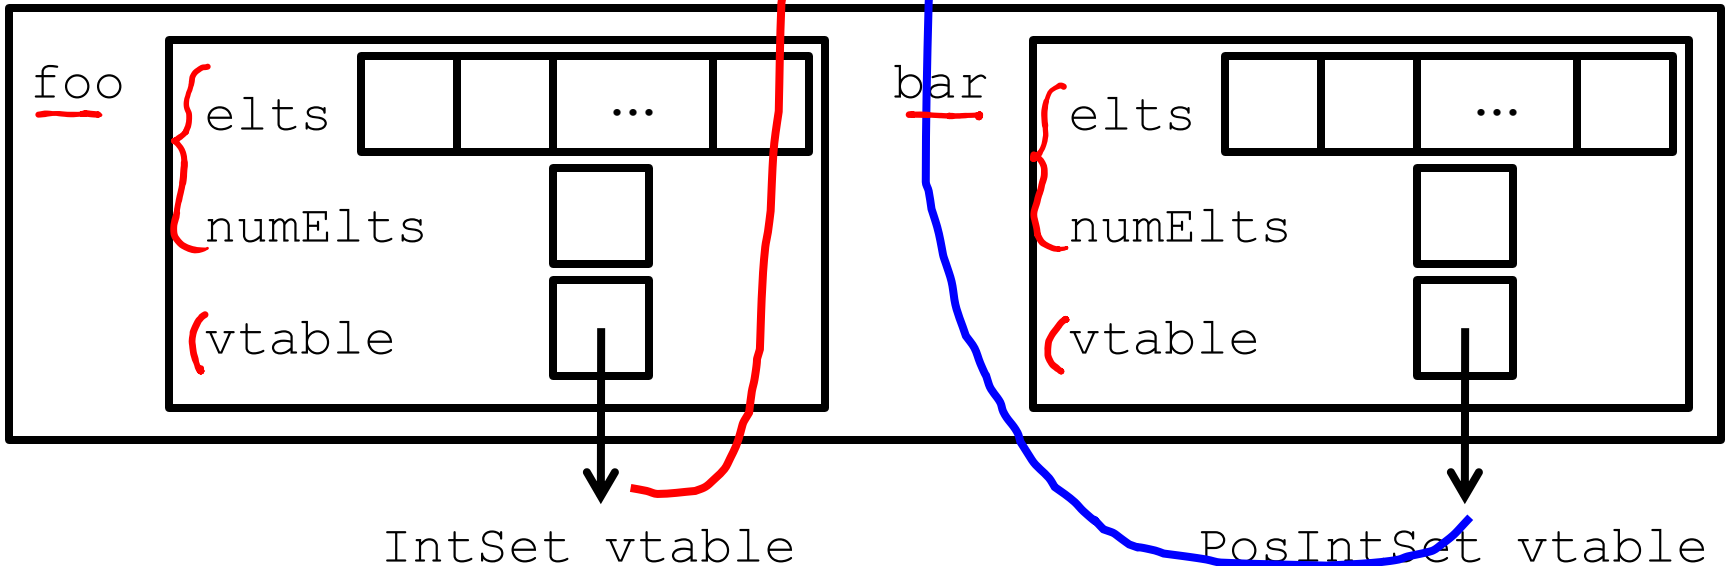 foo
elts ...
numElts
vtable
IntSet vtable
bar
elts ...
numElts
vtable
PosIntSet vtable